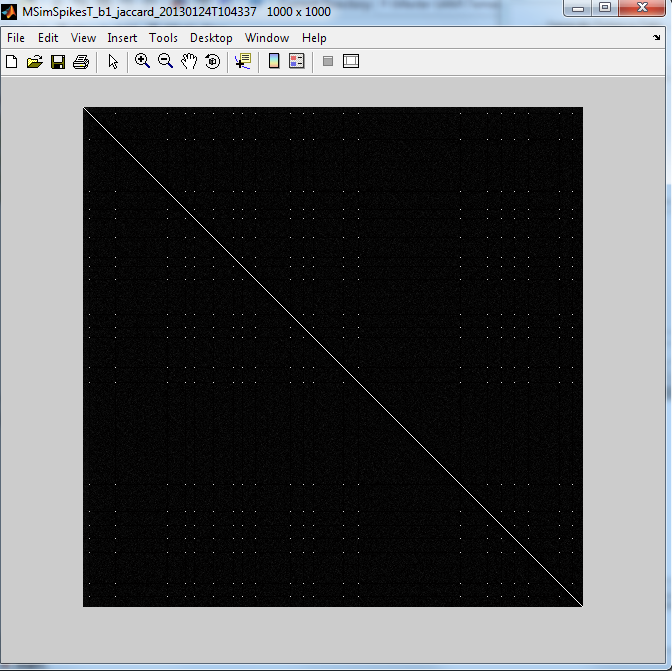 MSimSpikesT_b1_jaccard_20130124T104337 1000 x 1000
File Edit View Insert Tools Desktop Window Help